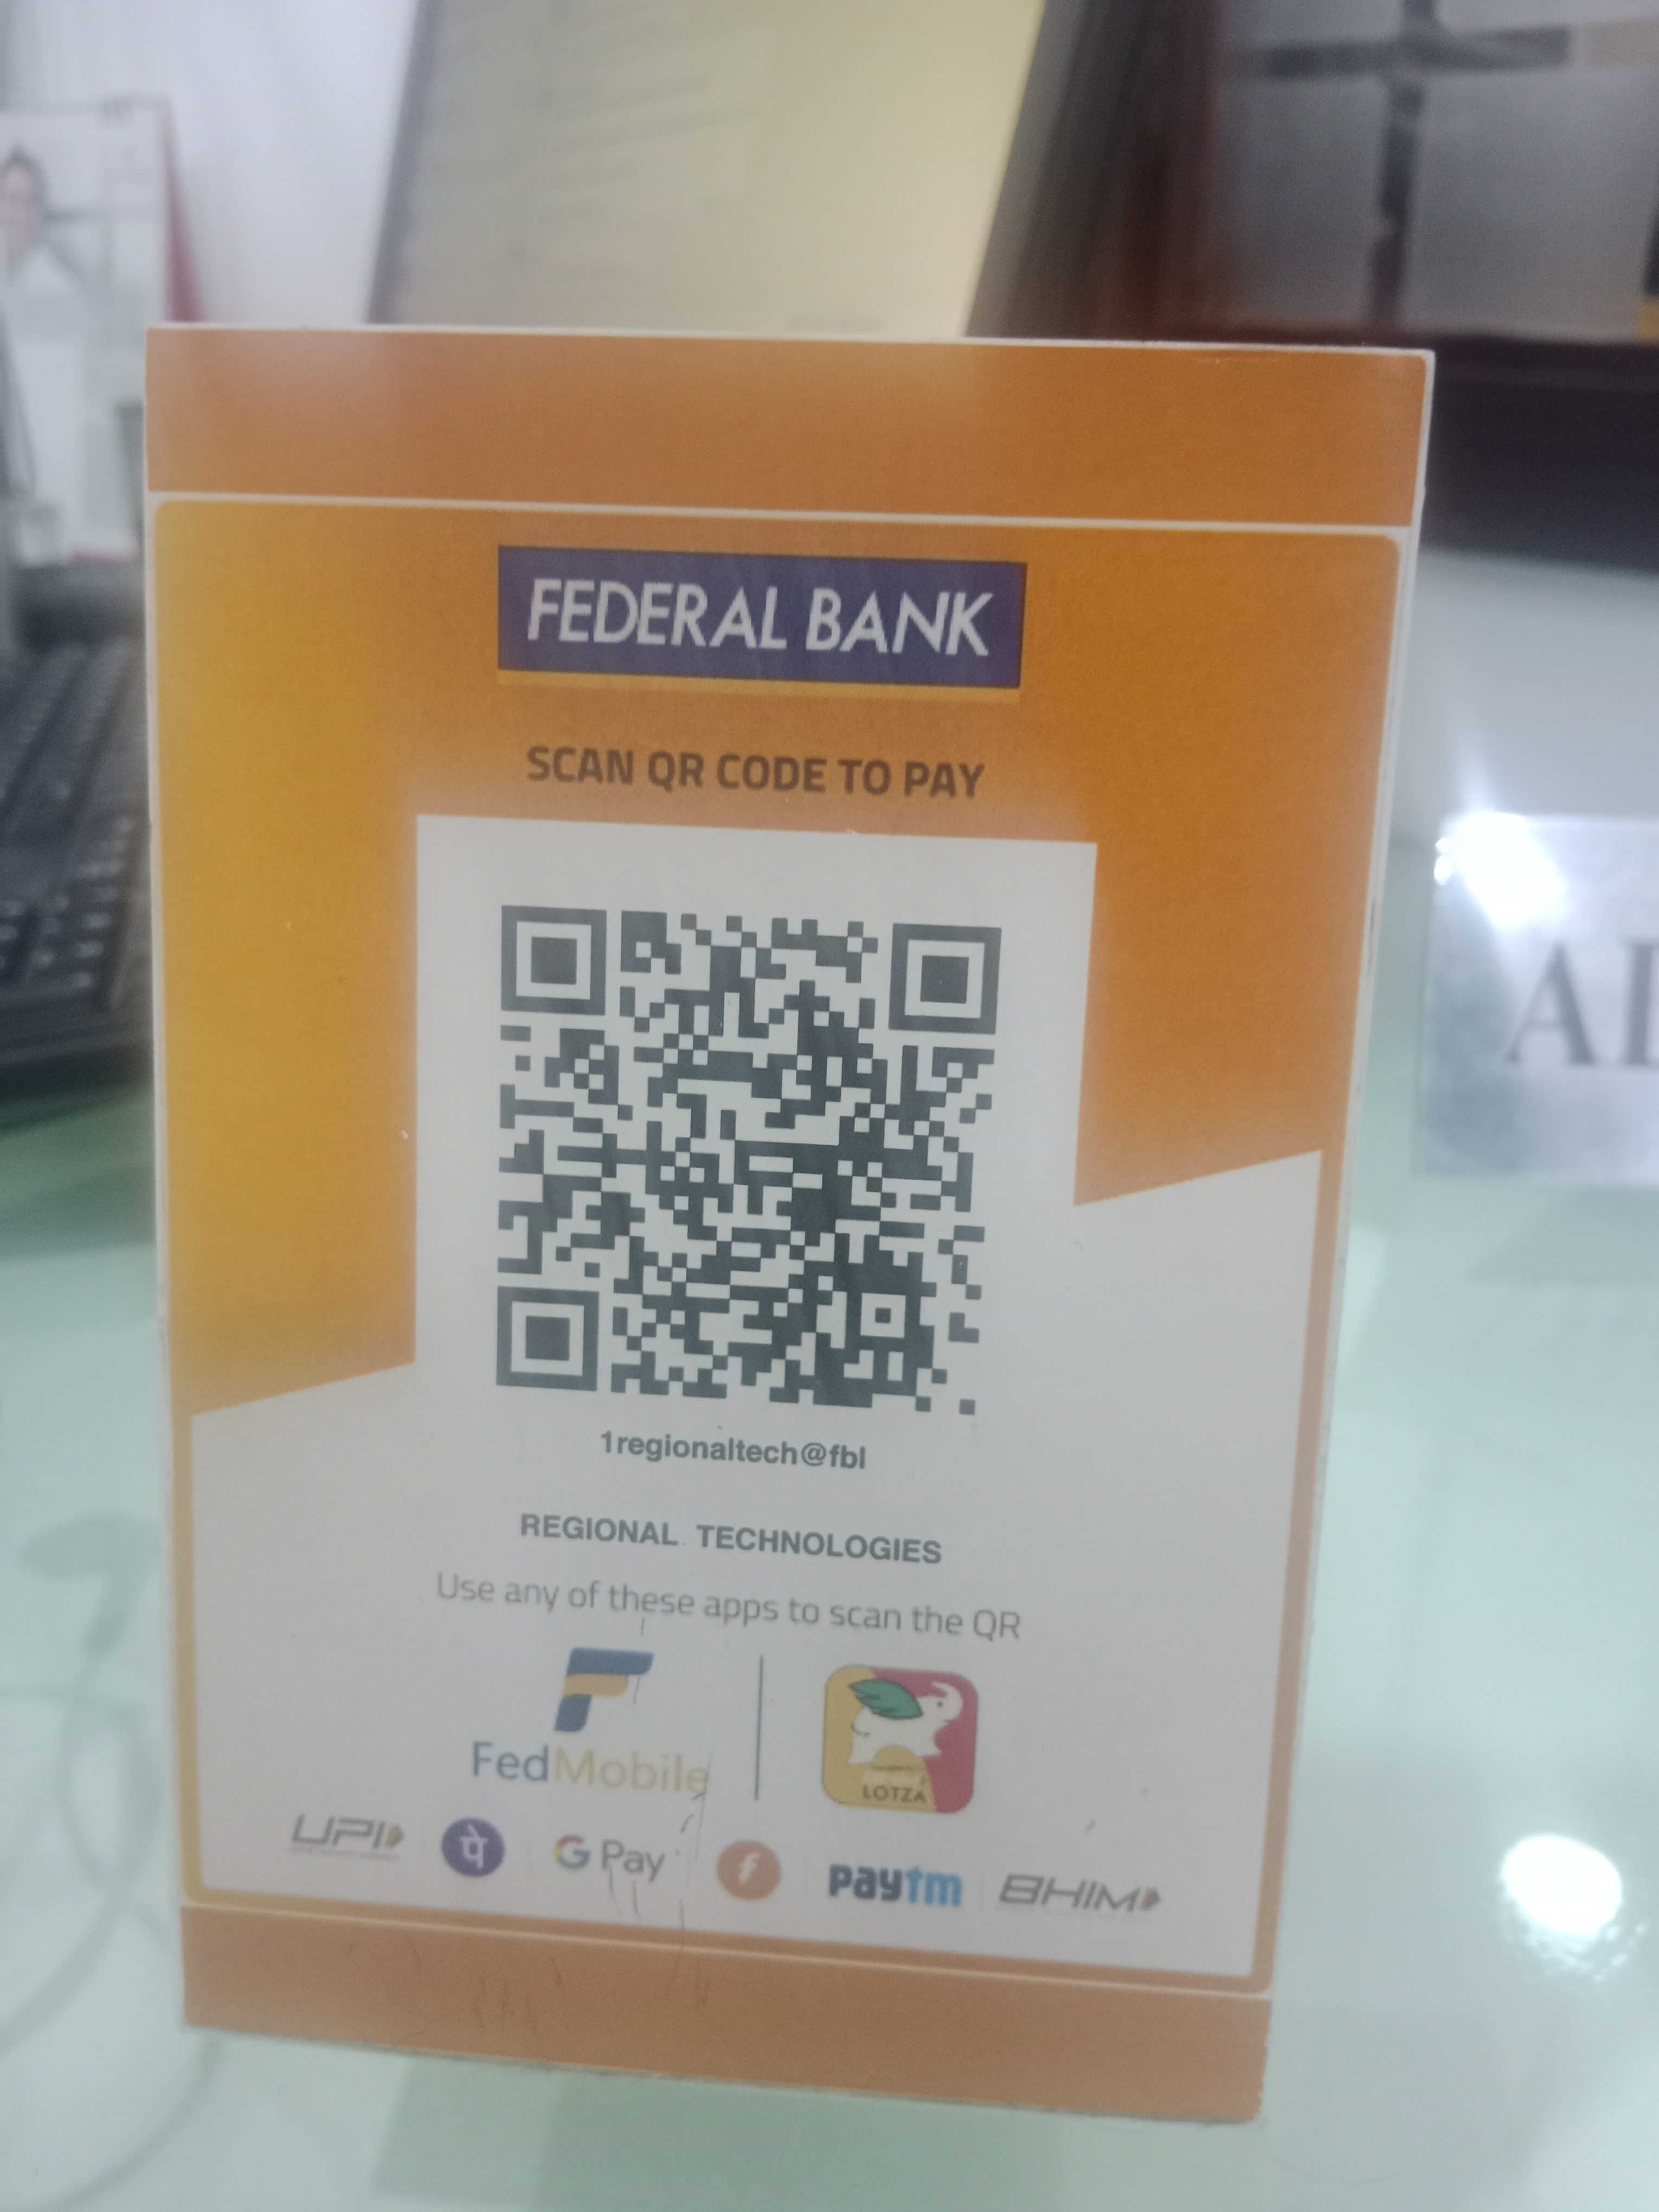 FEDERAL BANK
SCAN QR CODE TO PAY
1regionaltech@fbl
REGIONAL TECHNOLOGIES
Use any of these apps to scan the QR
FedMobile
LOTZA
UPI पे G Pay paytm BHIM
AI